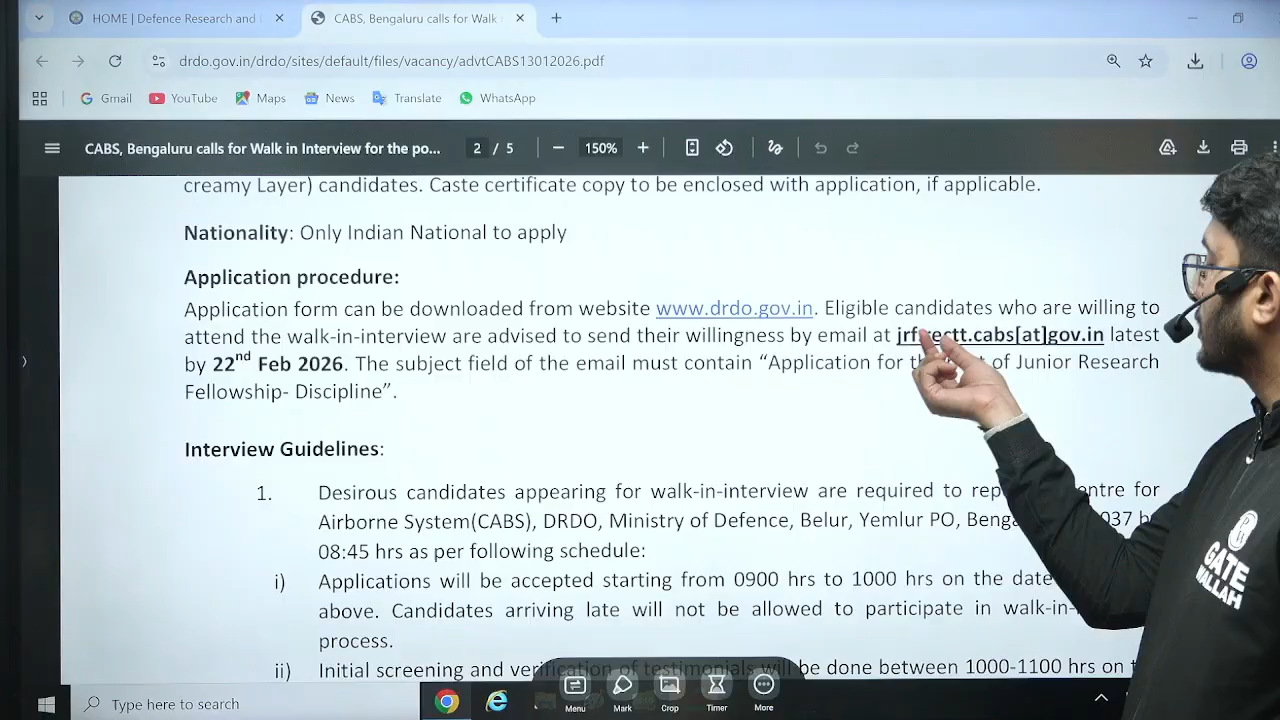 HOME | Defence Research and
CABS, Bengaluru calls for Walk
drdo.gov.in/drdo/sites/default/files/vacancy/advtCABS13012026.pdf
Gmail
YouTube
Maps
News
Translate
WhatsApp
CABS, Bengaluru calls for Walk in Interview for the po...
2 / 5
150%
creamy Layer) candidates. Caste certificate copy to be enclosed with application, if applicable.
Nationality: Only Indian National to apply
Application procedure:
Application form can be downloaded from website www.drdo.gov.in. Eligible candidates who are willing to
attend the walk-in-interview are advised to send their willingness by email at tt.cabs[at]gov.in latest
by 22nd Feb 2026. The subject field of the email must contain “Application for of Junior Research
Fellowship- Discipline”.
Interview Guidelines:
1. Desirous candidates appearing for walk-in-interview are required to for
Airborne System(CABS), DRDO, Ministry of Defence, Belur, Yemlur PO,
08:45 hrs as per following schedule:
i) Applications will be accepted starting from 0900 hrs to 1000 hrs on the date
above. Candidates arriving late will not be allowed to participate in
process.
ii) Initial screening and verification of testimonials will be done between 1000-1100 hrs on
Menu
Mark
Crop
Timer
More
Type here to search
GATE
WALLAH